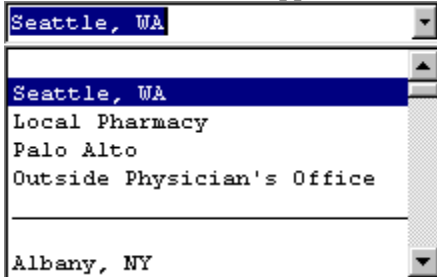 Seattle, WA
Seattle, WA
Local Pharmacy
Palo Alto
Outside Physician's Office
Albany, NY